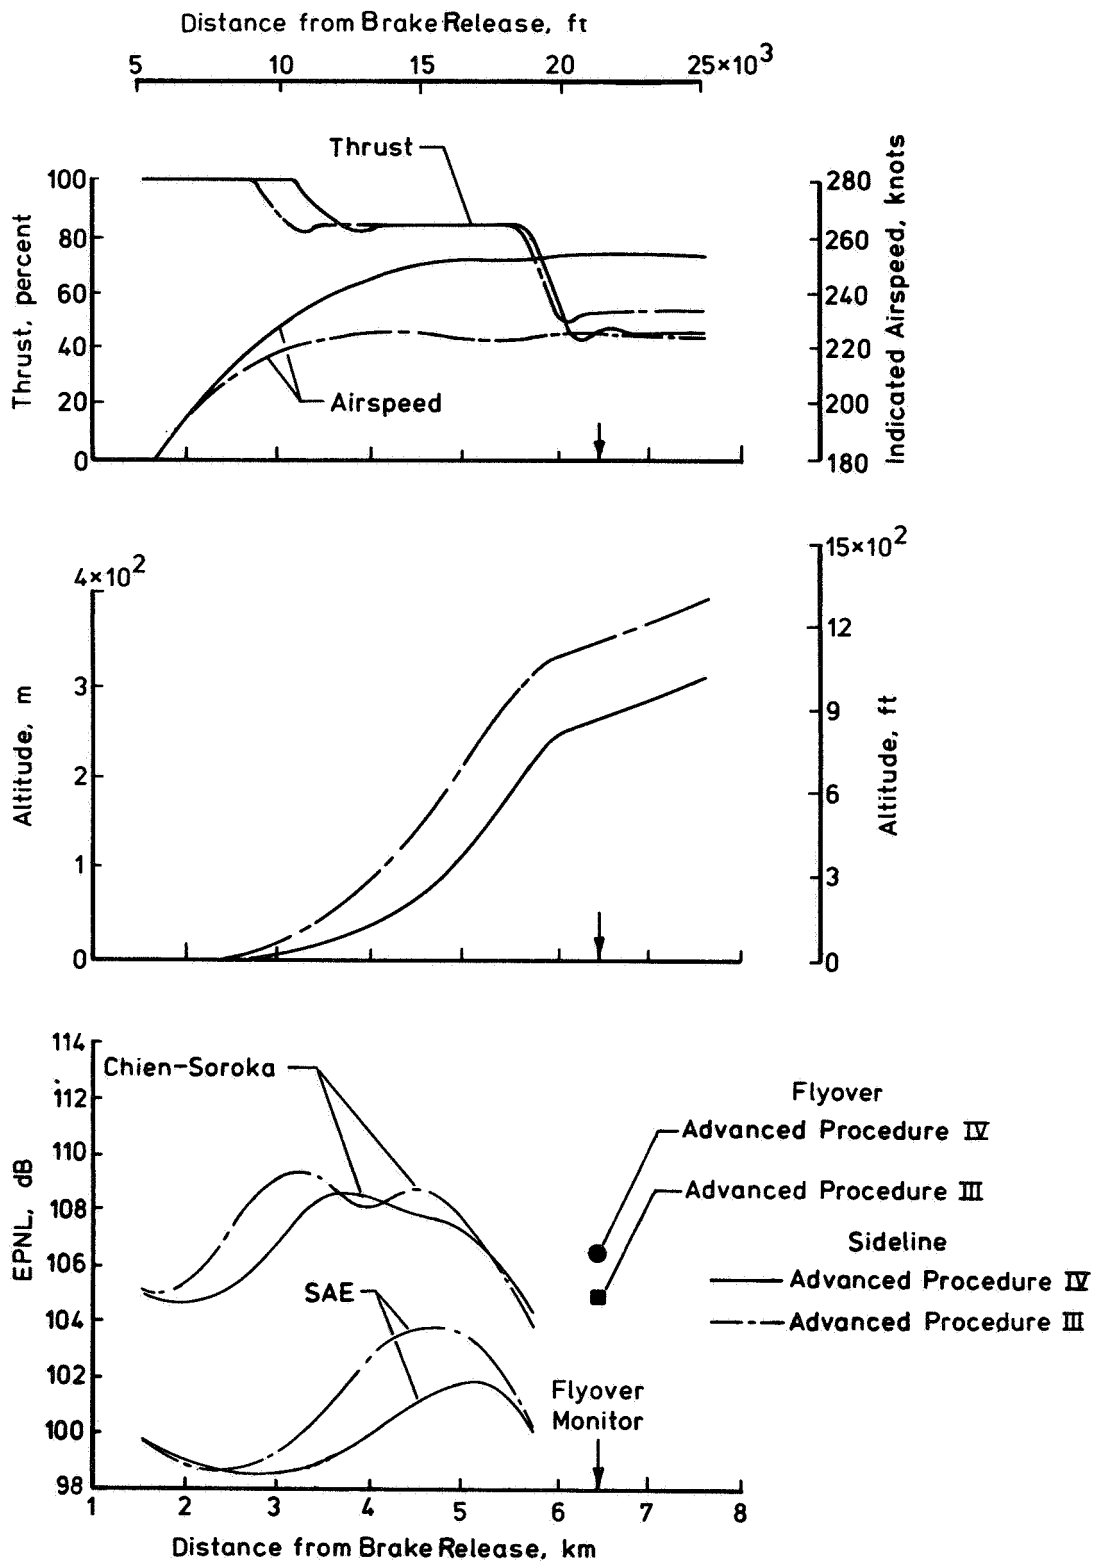 Distance from Brake Release, ft
5 10 15 20 25×10³
Thrust
100 80 60 40 20 0
Thrust, percent
280 260 240 220 200 180
Indicated Airspeed, knots
Airspeed
4×10²
3 2 1 0
Altitude, m
15×10²
12 9 6 3 0
Altitude, ft
114 112 110 108 106 104 102 100 98
EPNL, dB
Chien-Soroka
SAE
Flyover
Advanced Procedure IV
Advanced Procedure III
Sideline
Advanced Procedure IV
Advanced Procedure III
Flyover
Monitor
1 2 3 4 5 6 7 8
Distance from Brake Release, km